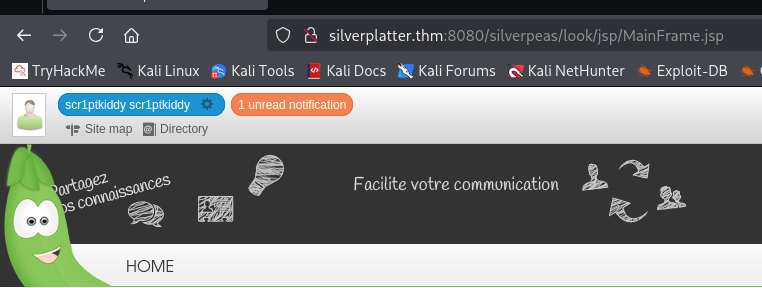 silverplatter.thm:8080/silverpeas/look/jsp/MainFrame.jsp
TryHackMe Kali Linux Kali Tools Kali Docs Kali Forums Kali NetHunter Exploit-DB
scr1ptkiddy scr1ptkiddy 1 unread notification
Site map Directory
Partagez
vos connaissances
Facilite votre communication
HOME